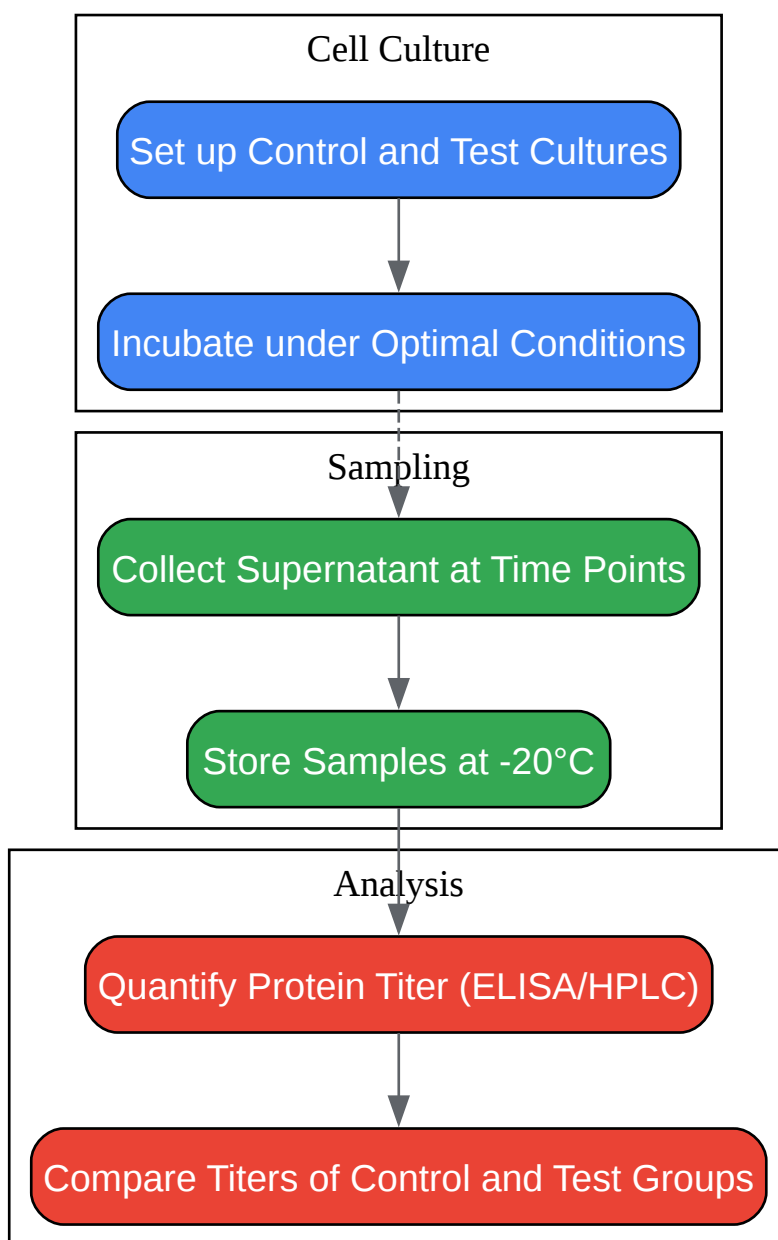 Cell Culture
Set up Control and Test Cultures
Incubate under Optimal Conditions
Sampling
Collect Supernatant at Time Points
Store Samples at -20°C
Analysis
Quantify Protein Titer (ELISA/HPLC)
Compare Titers of Control and Test Groups